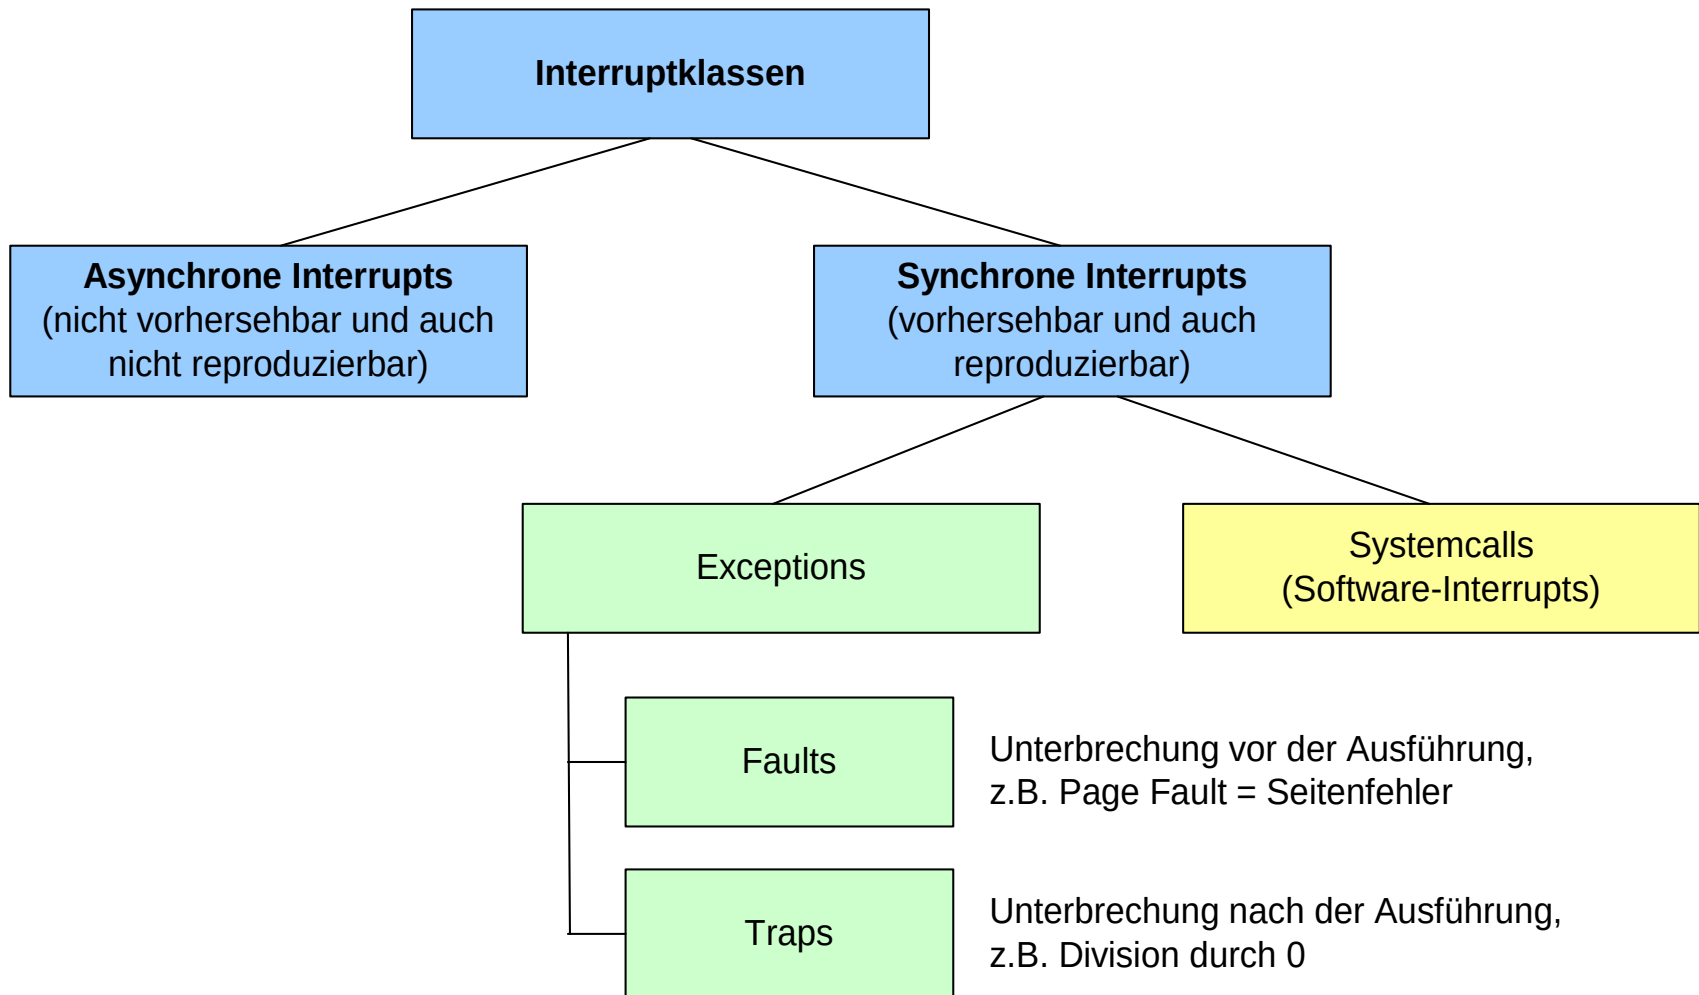 Interruptklassen
Asynchrone Interrupts
(nicht vorhersehbar und auch
nicht reproduzierbar)
Synchrone Interrupts
(vorhersehbar und auch
reproduzierbar)
Exceptions
Systemcalls
(Software-Interrupts)
Faults
Unterbrechung vor der Ausführung,
z.B. Page Fault = Seitenfehler
Traps
Unterbrechung nach der Ausführung,
z.B. Division durch 0